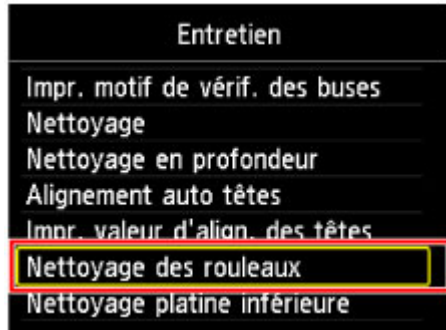 Entretien
Impr. motif de vérif. des buses
Nettoyage
Nettoyage en profondeur
Alignement auto têtes
Impr. valeur d'align. des têtes
Nettoyage des rouleaux
Nettoyage platine inférieure